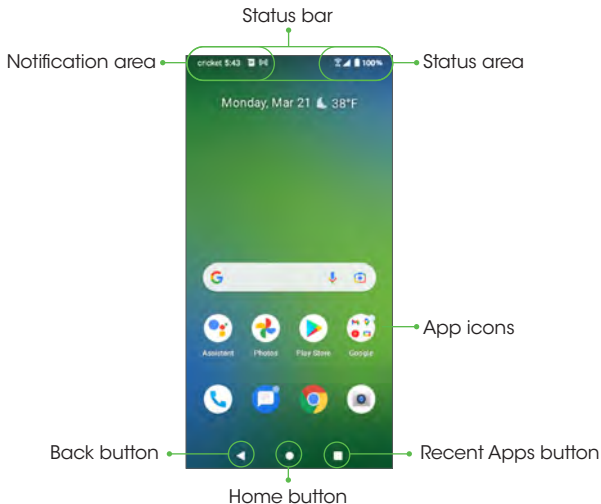 Status bar
Notification area
cricket 5:43
100%
Status area
Monday, Mar 21 38°F
App icons
Assistant Photos Play Store Google
Back button
Recent Apps button
Home button